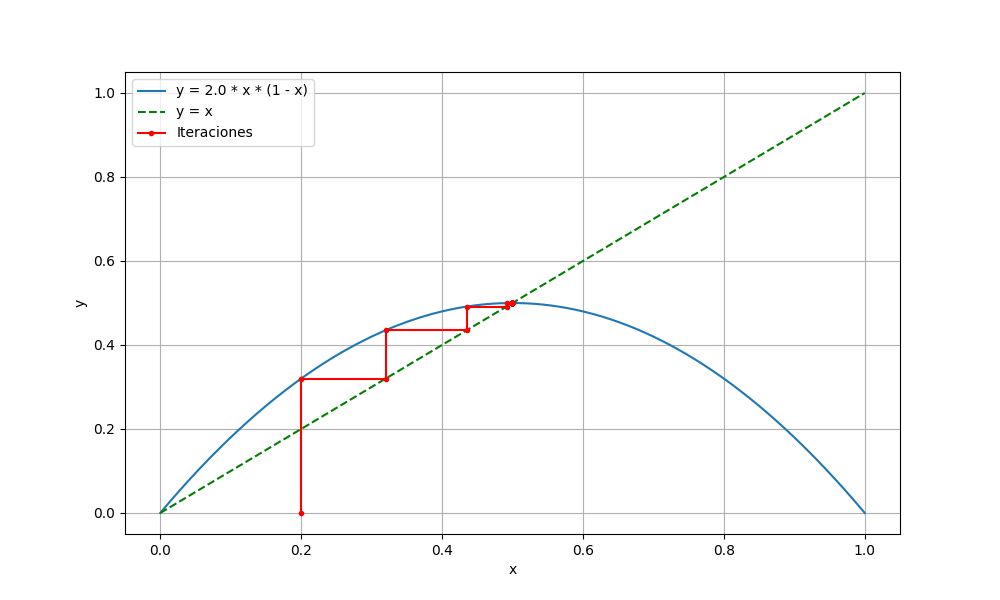 y = 2.0 * x * (1 - x)
y = x
Iteraciones
1.0
0.8
0.6
0.4
0.2
0.0
y
0.0 0.2 0.4 0.6 0.8 1.0
x